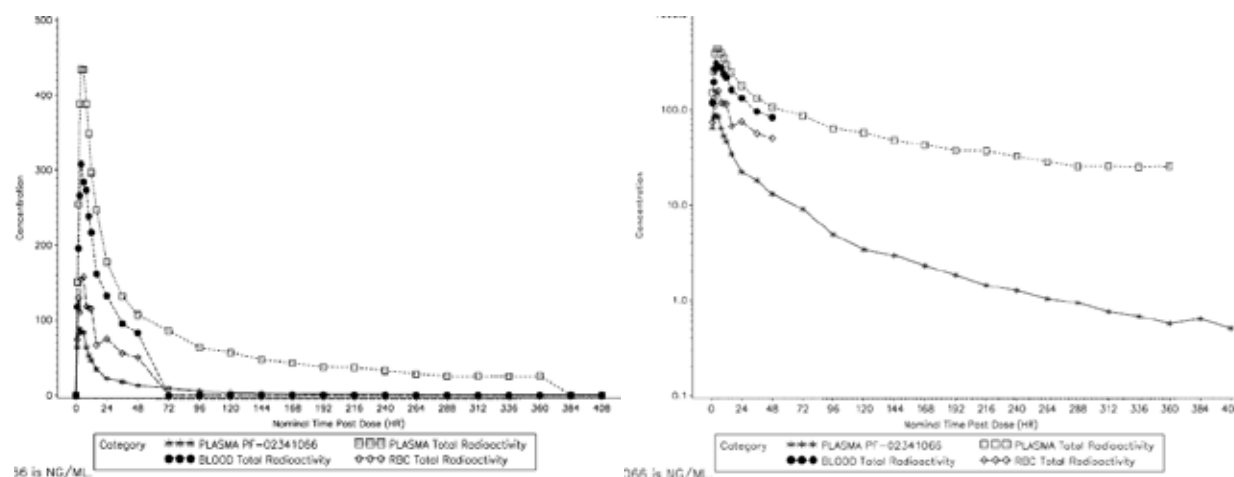 500
400
300
200
100
0
Concentration
0 24 48 72 96 120 144 168 192 216 240 264 288 312 336 360 384 408
Nominal Time Post Dose (HR)
Category
PLASMA PF-02341066
PLASMA Total Radioactivity
BLOOD Total Radioactivity
RBC Total Radioactivity
66 is NG/ML.
100.0
10.0
1.0
0.1
Concentration
0 24 48 72 96 120 144 168 192 216 240 264 288 312 336 360 384
Nominal Time Post Dose (HR)
Category
PLASMA PF-02341066
PLASMA Total Radioactivity
BLOOD Total Radioactivity
RBC Total Radioactivity
066 is NG/ML.